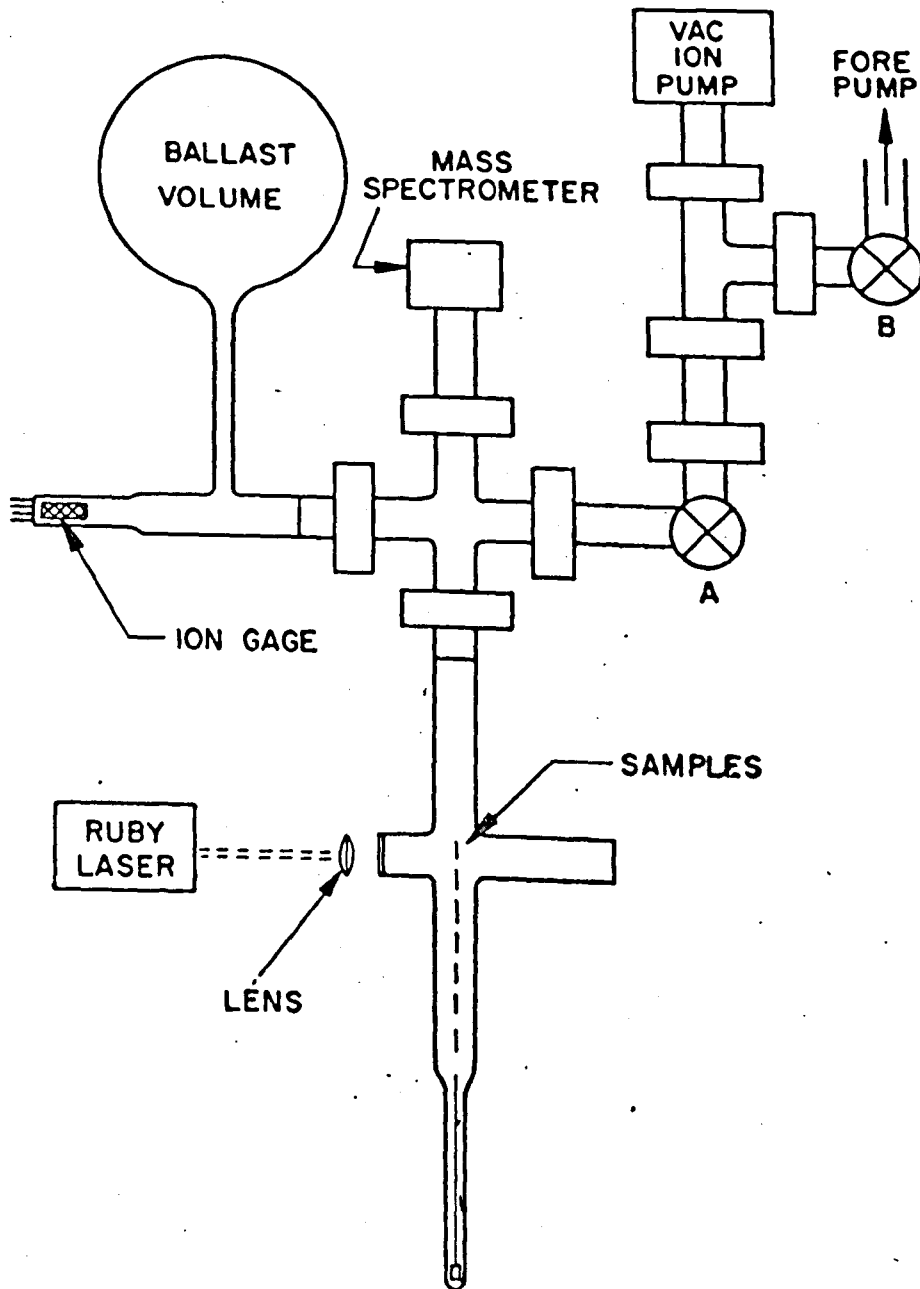 VAC
ION
PUMP
FORE
PUMP
BALLAST
VOLUME
MASS
SPECTROMETER
B
A
ION GAGE
SAMPLES
RUBY
LASER
LENS